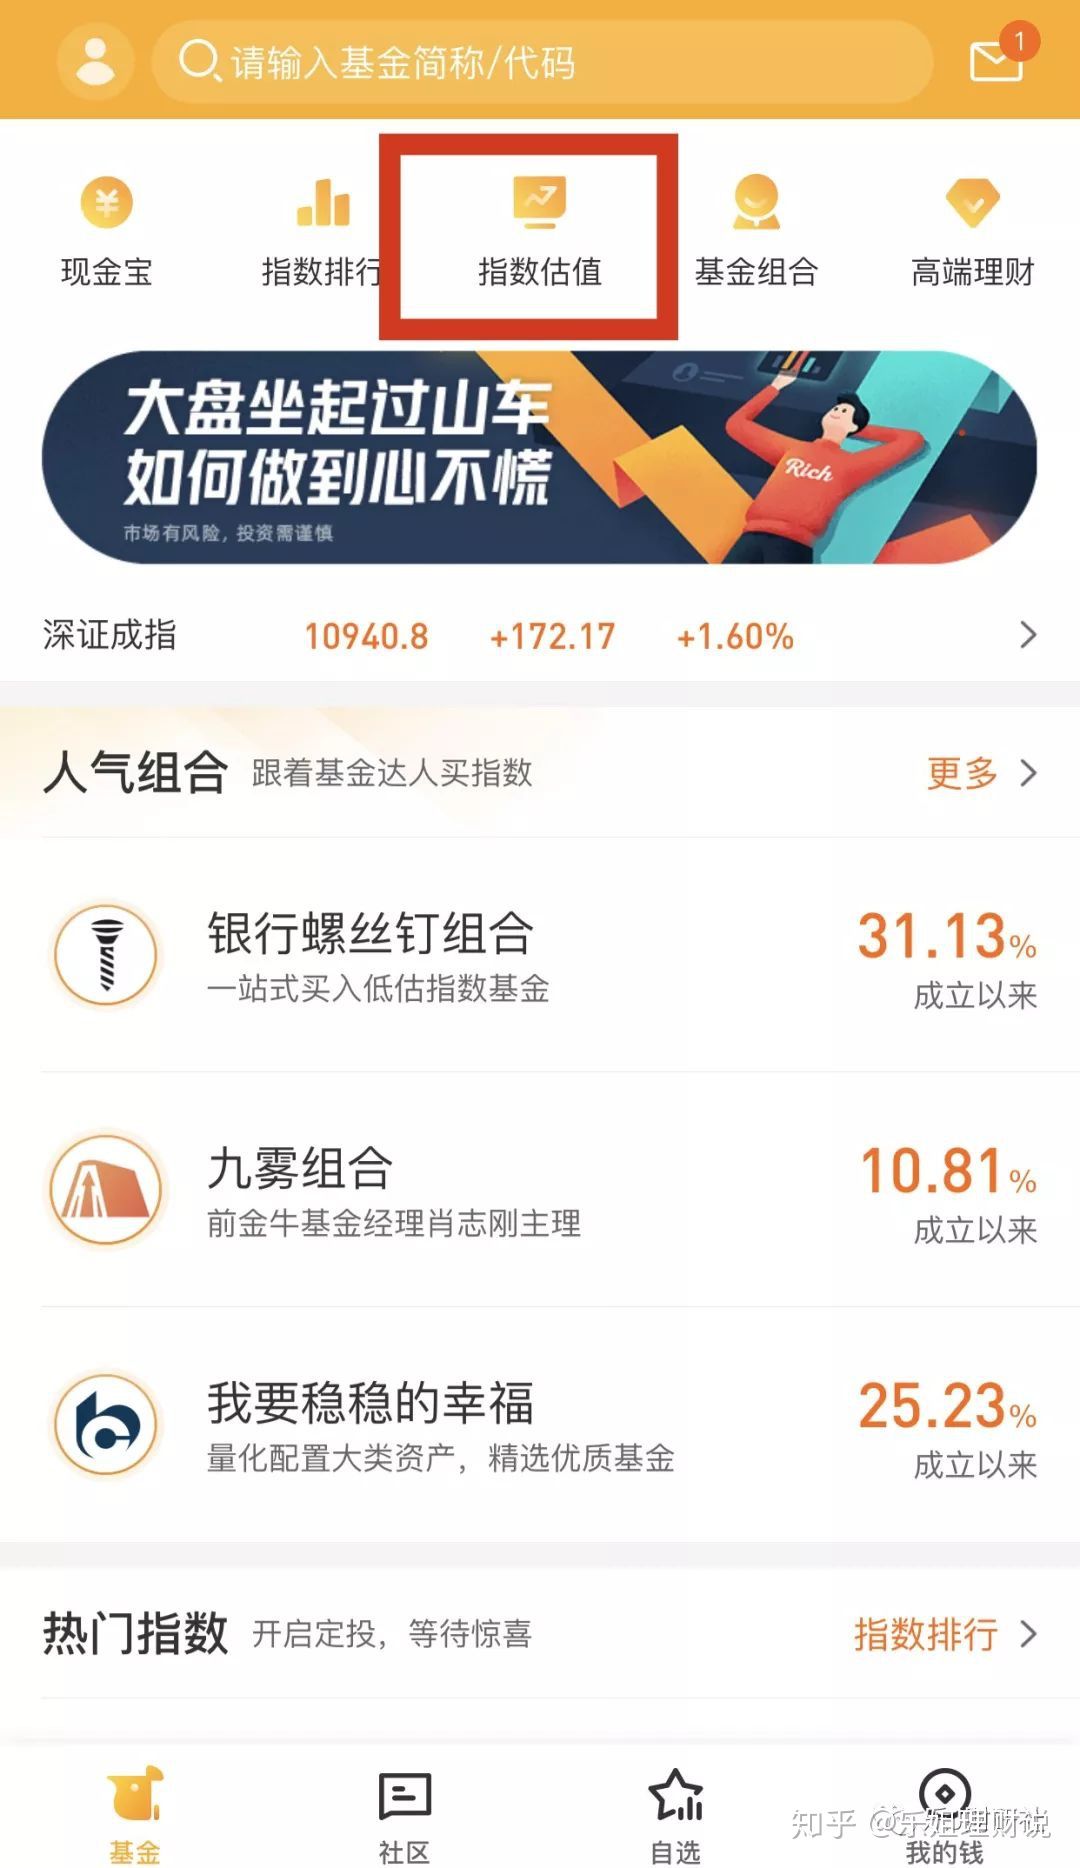 请输入基金简称/代码
1
现金宝
指数排行
指数估值
基金组合
高端理财
大盘坐起过山车
如何做到心不慌
市场有风险，投资需谨慎
Rich
深证成指 10940.8 +172.17 +1.60%
人气组合 跟着基金达人买指数 更多
银行螺丝钉组合 31.13%
一站式买入低估指数基金 成立以来
九雾组合 10.81%
前金牛基金经理肖志刚主理 成立以来
我要稳稳的幸福 25.23%
量化配置大类资产，精选优质基金 成立以来
热门指数 开启定投，等待惊喜 指数排行
基金
社区
自选
我的钱
知乎 @乐姐理财说